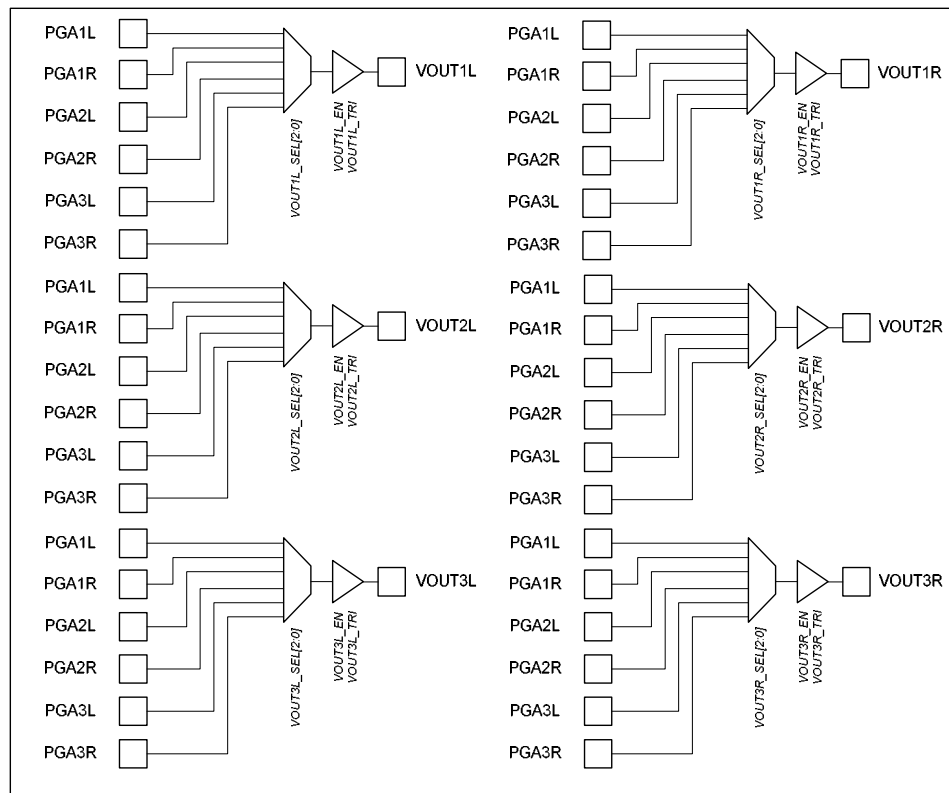 PGA1L
PGA1R
PGA2L
PGA2R
PGA3L
PGA3R
VOUT1L_SEL[2:0]
VOUT1L_EN
VOUT1L_TRI
VOUT1L
PGA1L
PGA1R
PGA2L
PGA2R
PGA3L
PGA3R
VOUT1R_SEL[2:0]
VOUT1R_EN
VOUT1R_TRI
VOUT1R
PGA1L
PGA1R
PGA2L
PGA2R
PGA3L
PGA3R
VOUT2L_SEL[2:0]
VOUT2L_EN
VOUT2L_TRI
VOUT2L
PGA1L
PGA1R
PGA2L
PGA2R
PGA3L
PGA3R
VOUT2R_SEL[2:0]
VOUT2R_EN
VOUT2R_TRI
VOUT2R
PGA1L
PGA1R
PGA2L
PGA2R
PGA3L
PGA3R
VOUT3L_SEL[2:0]
VOUT3L_EN
VOUT3L_TRI
VOUT3L
PGA1L
PGA1R
PGA2L
PGA2R
PGA3L
PGA3R
VOUT3R_SEL[2:0]
VOUT3R_EN
VOUT3R_TRI
VOUT3R